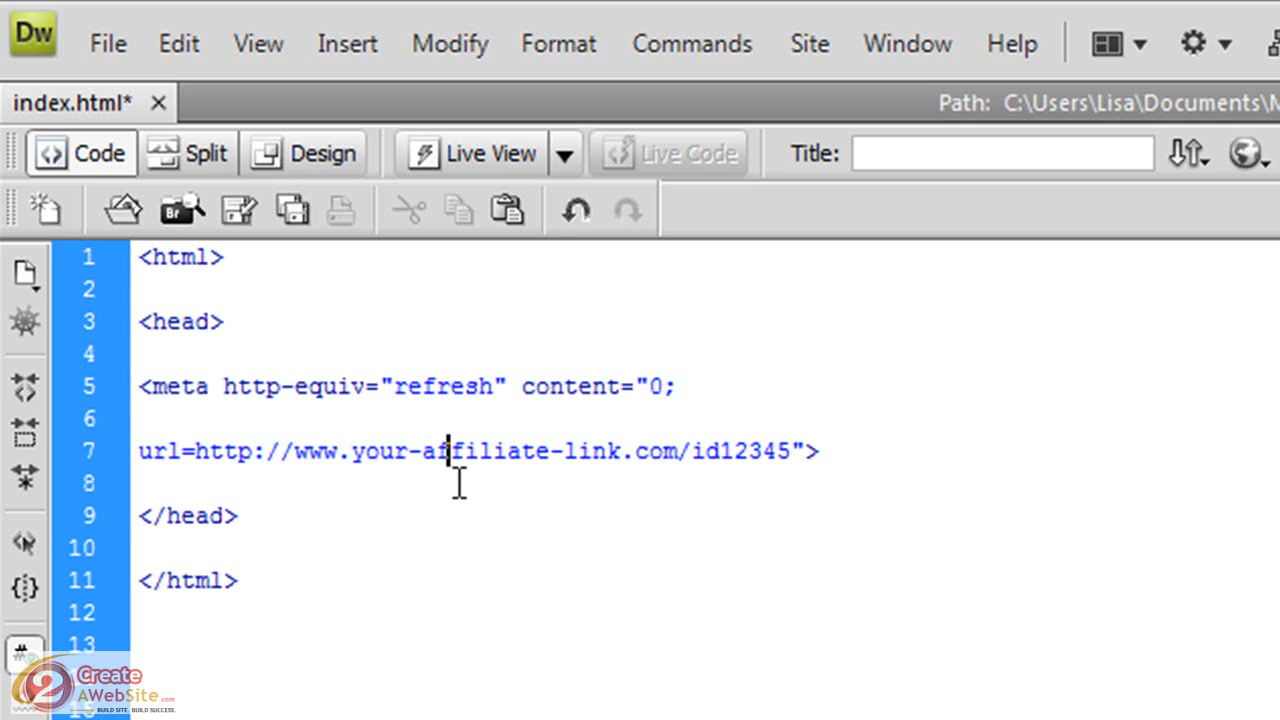 Dw File Edit View Insert Modify Format Commands Site Window Help
index.html* Path: C:\Users\Lisa\Documents\
Code Split Design Live View Live Code Title:
Br
1 <html>
2
3 <head>
4
5 <meta http-equiv="refresh" content="0;
6
7 url=http://www.your-affiliate-link.com/id12345">
8
9 </head>
10
11 </html>
12
13
2 Create
AWebSite.com
BUILD SITE. BUILD SUCCESS.